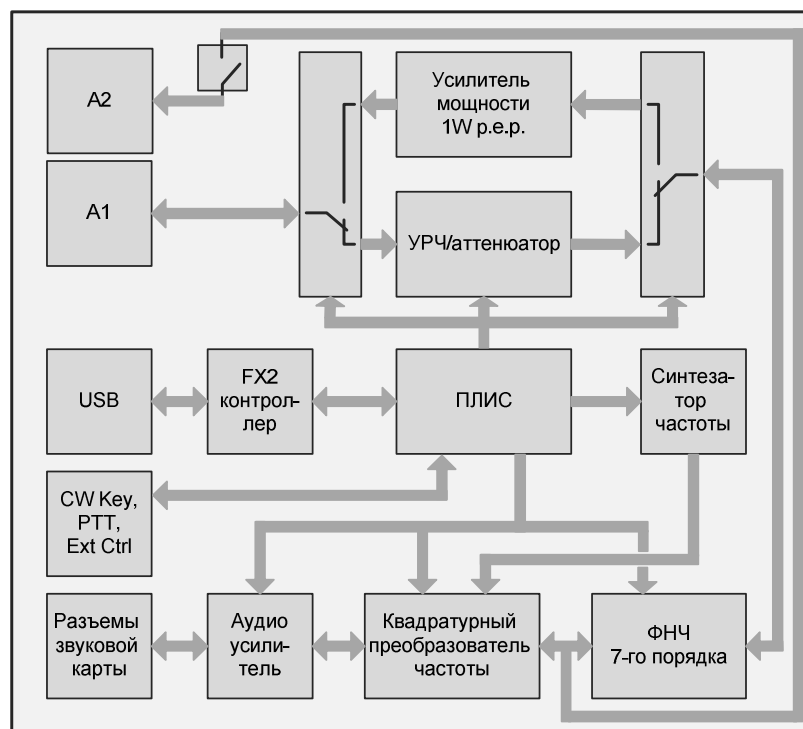 A2
Усилитель
мощности
1W p.e.p.
A1
УРЧ/аттенюатор
USB
FX2
контрол-
лер
ПЛИС
Синтеза-
тор
частоты
CW Key,
PTT,
Ext Ctrl
Разъемы
звуковой
карты
Аудио
усили-
тель
Квадратурный
преобразователь
частоты
ФНЧ
7-го порядка